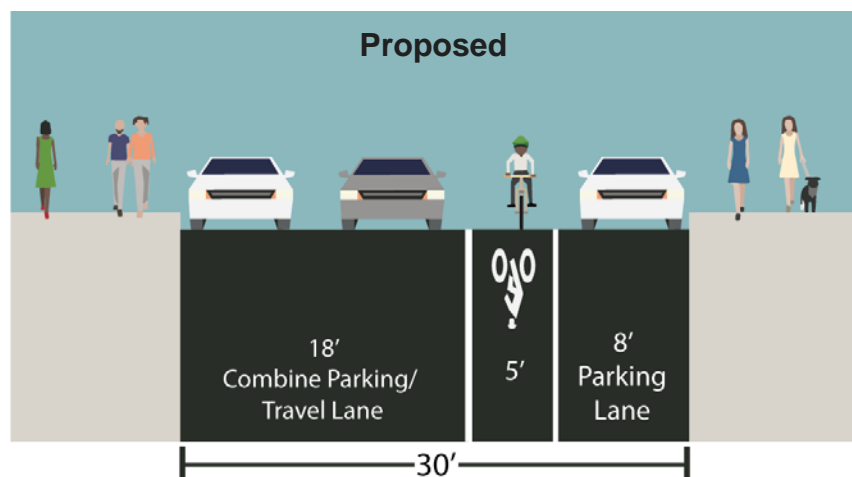 Proposed
18'
Combine Parking/
Travel Lane
5'
8'
Parking
Lane
30'